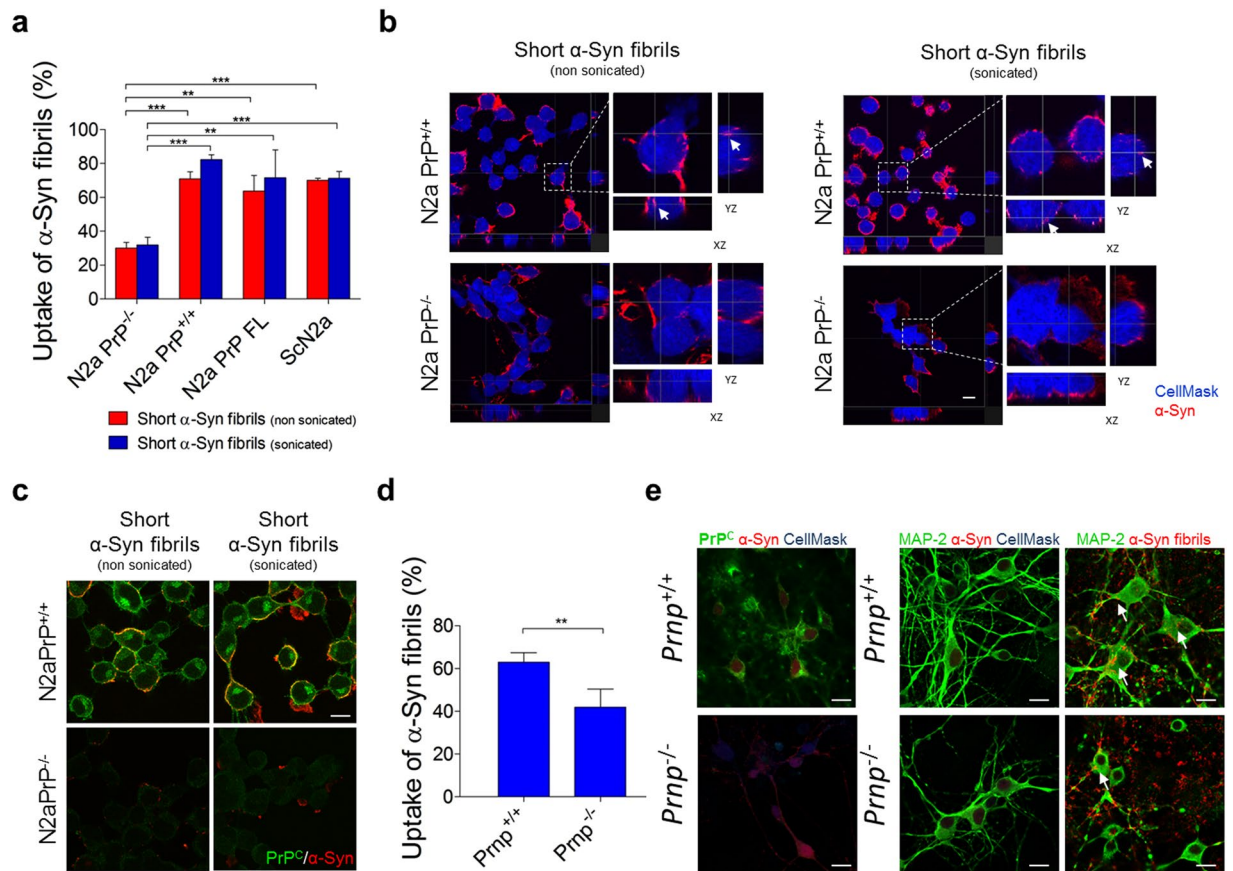 a
Uptake of α-Syn fibrils (%)
100
80
60
40
20
0
***
**
***
***
**
***
N2a PrP-/-
N2a PrP+/+
N2a PrP FL
ScN2a
Short α-Syn fibrils (non sonicated)
Short α-Syn fibrils (sonicated)
b
Short α-Syn fibrils
(non sonicated)
Short α-Syn fibrils
(sonicated)
N2a PrP+/+
YZ
XZ
YZ
XZ
N2a PrP-/-
YZ
XZ
YZ
XZ
CellMask
α-Syn
c
Short
α-Syn fibrils
(non sonicated)
Short
α-Syn fibrils
(sonicated)
N2aPrP+/+
N2aPrP-/-
PrPC/α-Syn
d
Uptake of α-Syn fibrils (%)
80
60
40
20
0
**
Prnp+/+
Prnp-/-
e
PrPC α-Syn CellMask
MAP-2 α-Syn CellMask
MAP-2 α-Syn fibrils
Prnp+/+
Prnp+/+
Prnp-/-
Prnp-/-
N2a PrP+/+
N2a PrP-/-